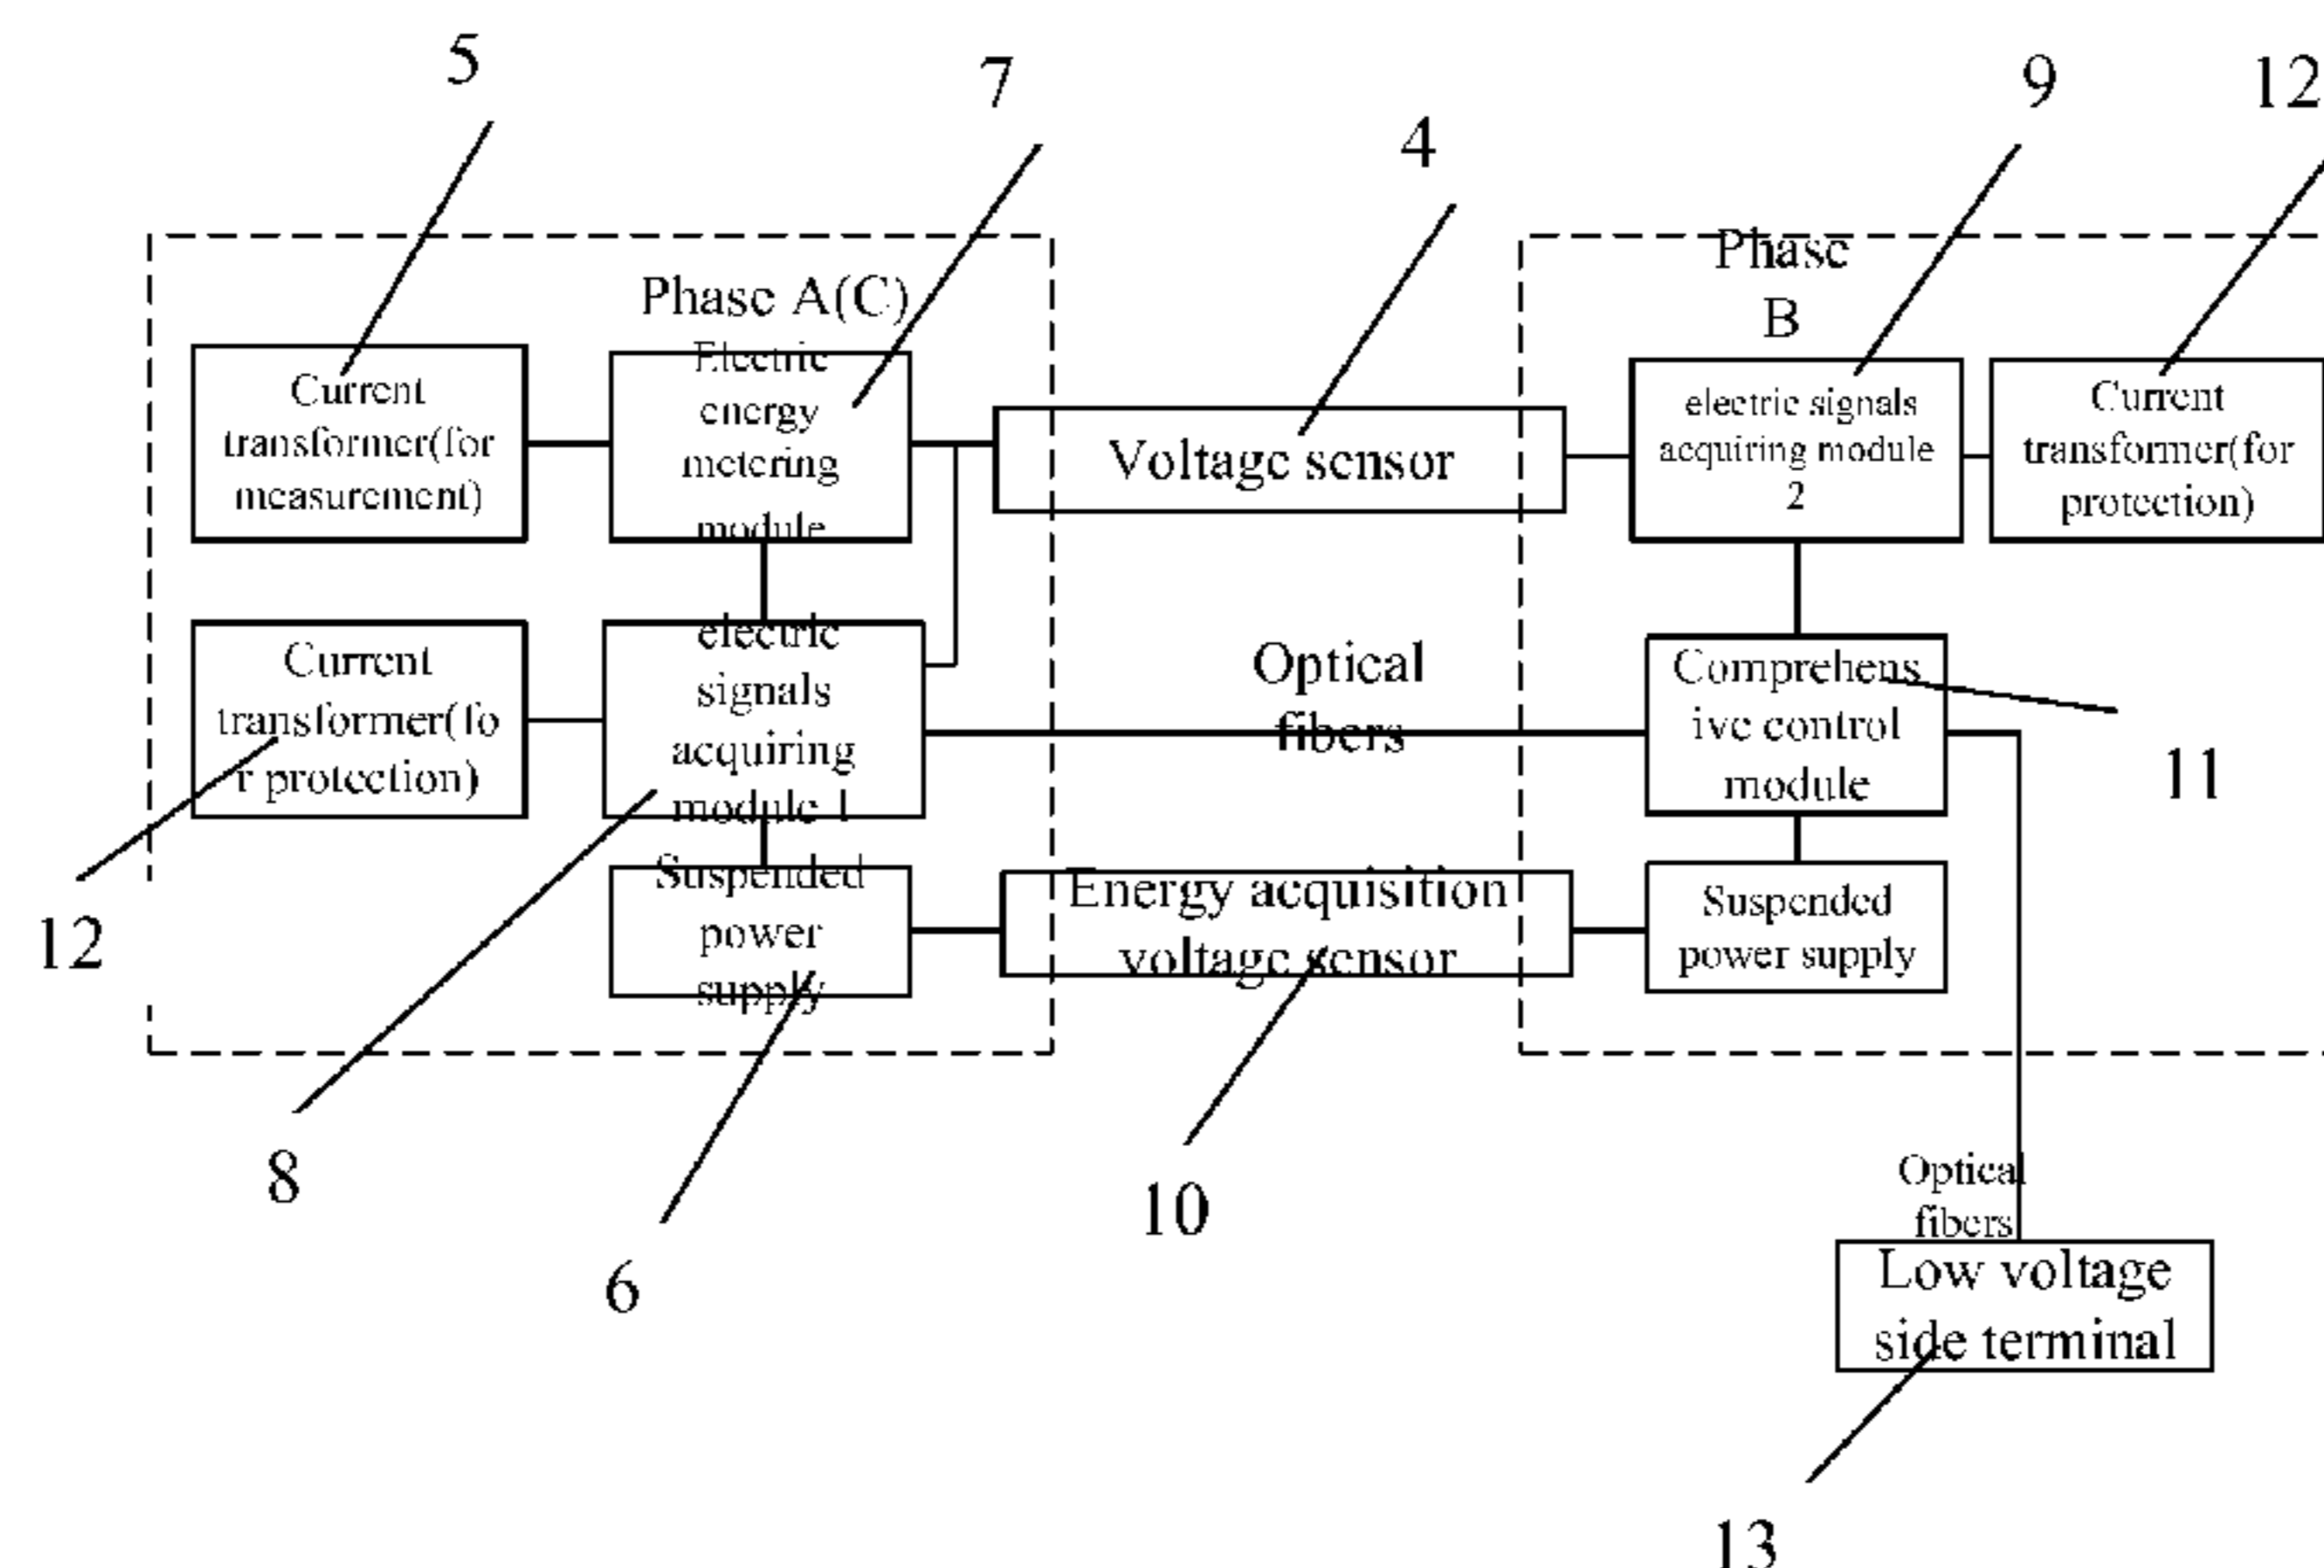 5
7
4
9
12
Phase A(C)
Phase
B
Current
transformer(for
measurement)
Electric
energy
metering
module
Voltage sensor
electric signals
acquiring module
2
Current
transformer(for
protection)
Current
transformer(fo
r protection)
electric
signals
acquiring
module 1
Optical
fibers
Comprehens
ive control
module
11
12
Suspended
power
supply
Energy acquisition
voltage sensor
Suspended
power supply
8
6
10
Optical
fibers
Low voltage
side terminal
13